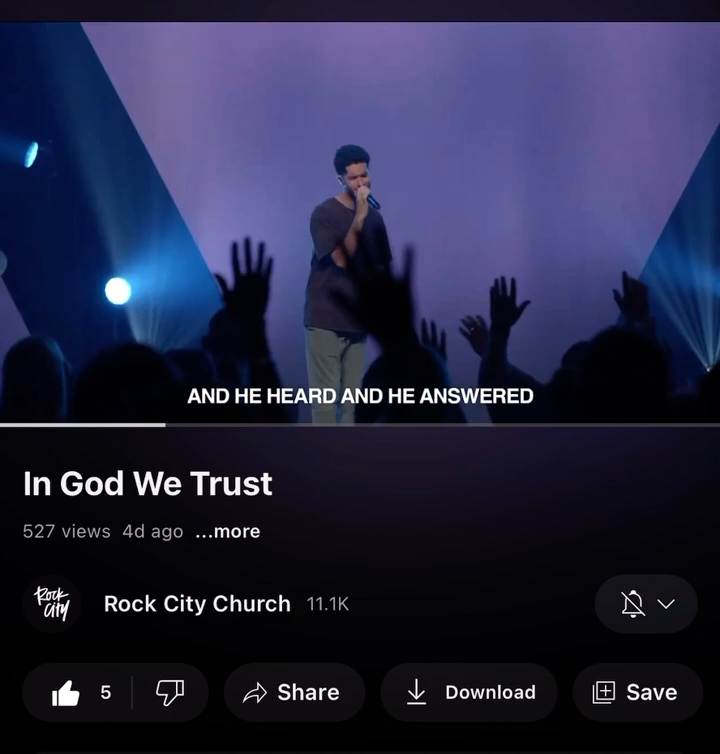 AND HE HEARD AND HE ANSWERED
In God We Trust
527 views 4d ago ...more
Rock City
Rock City Church 11.1K
5 Share Download Save